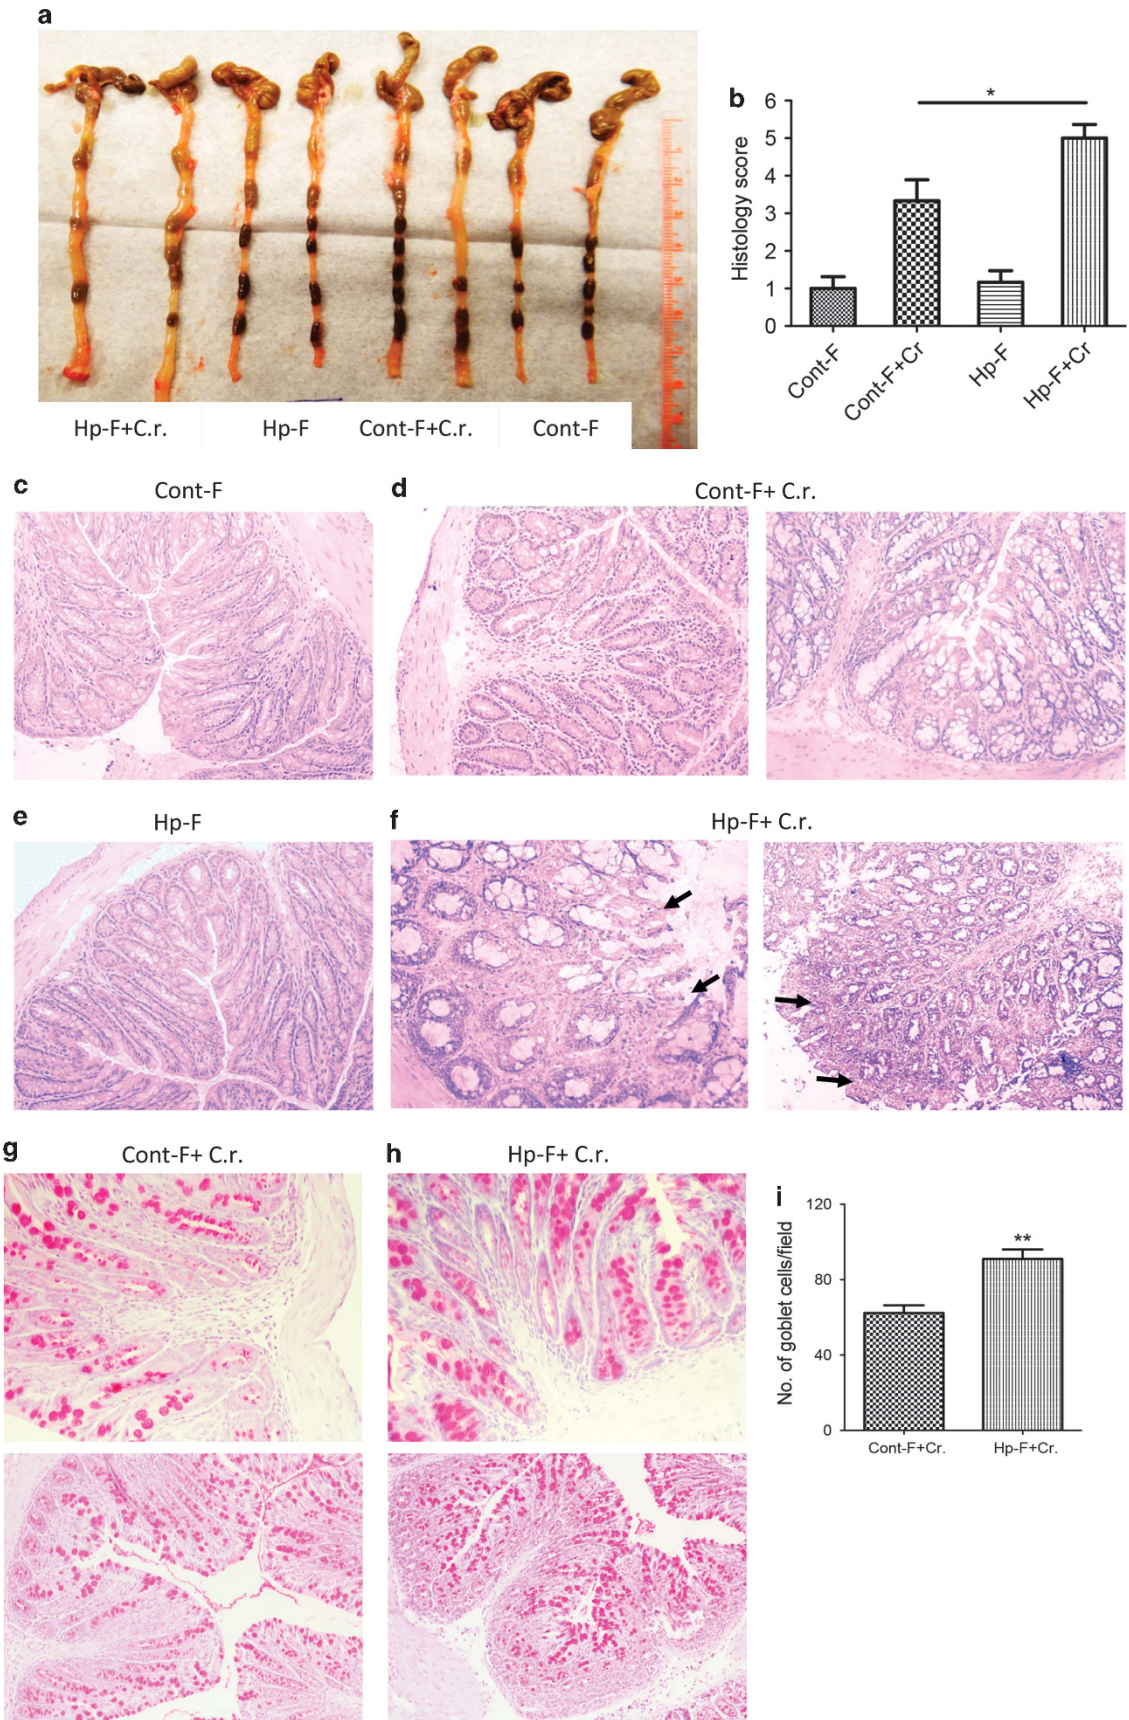 a
Hp-F+C.r.
Hp-F
Cont-F+C.r.
Cont-F
b
Histology score
6
5
4
3
2
1
0
*
Cont-F
Cont-F+Cr
Hp-F
Hp-F+Cr
c
Cont-F
d
Cont-F+ C.r.
e
Hp-F
f
Hp-F+ C.r.
g
Cont-F+ C.r.
h
Hp-F+ C.r.
i
No. of goblet cells/field
120
80
40
0
**
Cont-F+Cr.
Hp-F+Cr.